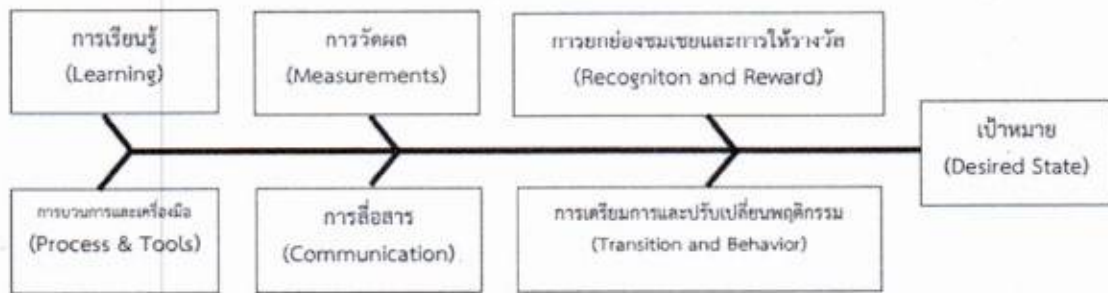 การเรียนรู้
(Learning)
การวัดผล
(Measurements)
การยกย่องชมเชยและการให้รางวัล
(Recogniton and Reward)
เป้าหมาย
(Desired State)
การบวนการและเครื่องมือ
(Process & Tools)
การสื่อสาร
(Communication)
การเตรียมการและปรับเปลี่ยนพฤติกรรม
(Transition and Behavior)